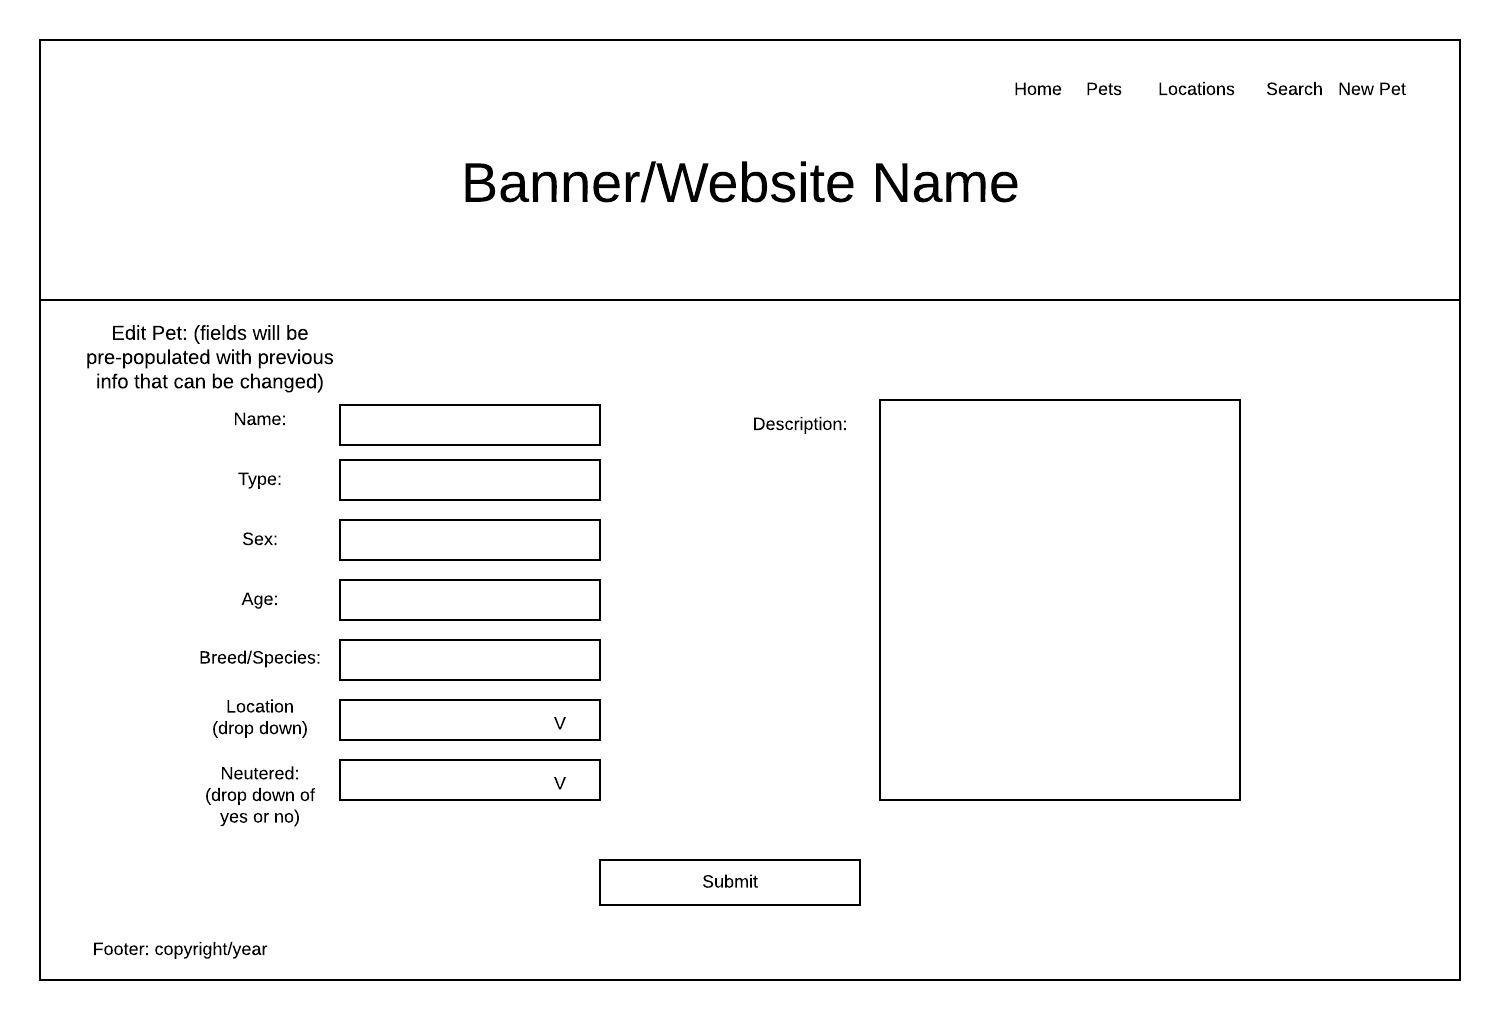 Home Pets Locations Search New Pet
Banner/Website Name
Edit Pet: (fields will be
pre-populated with previous
info that can be changed)
Name:
Type:
Sex:
Age:
Breed/Species:
Location
(drop down)
V
Neutered:
(drop down of
yes or no)
V
Description:
Submit
Footer: copyright/year